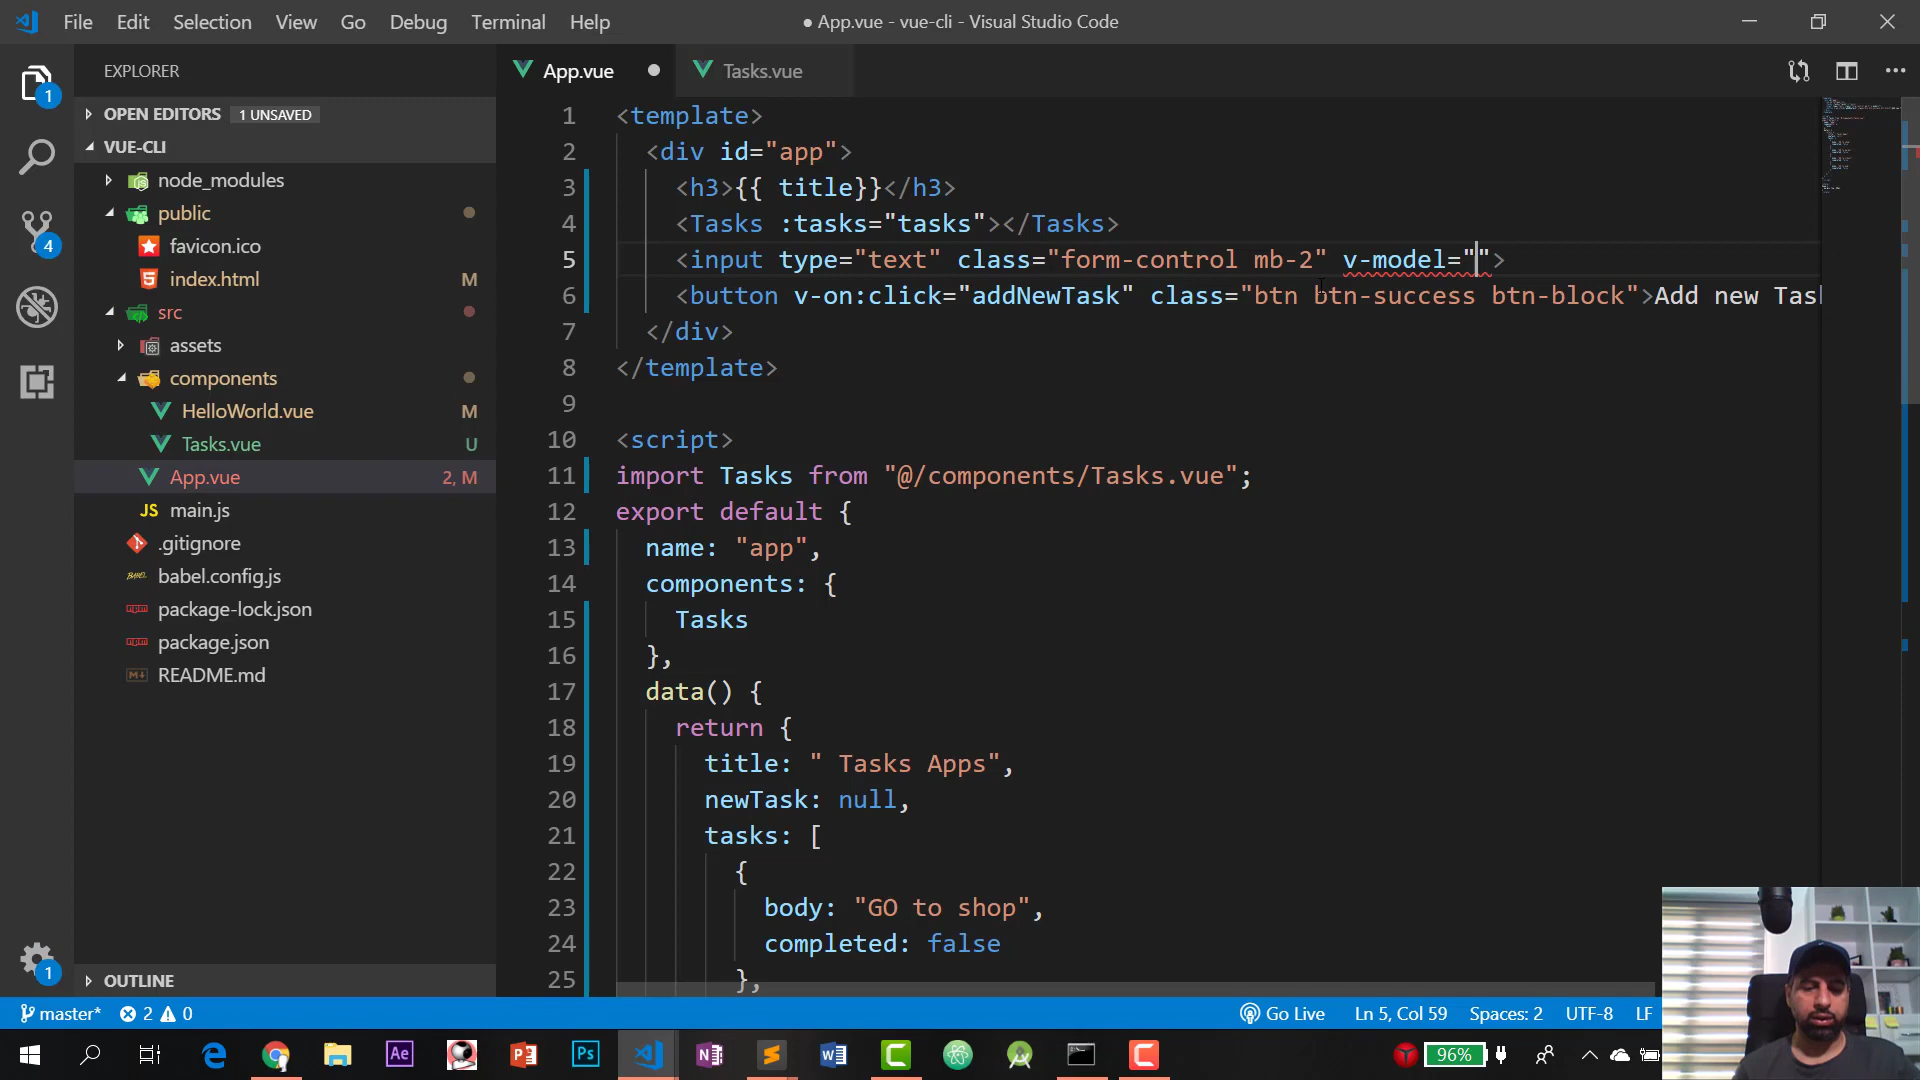 File Edit Selection View Go Debug Terminal Help
● App.vue - vue-cli - Visual Studio Code
EXPLORER
OPEN EDITORS 1 UNSAVED
VUE-CLI
node_modules
public
favicon.ico
index.html
src
assets
components
HelloWorld.vue M
Tasks.vue U
App.vue 2, M
JS main.js
.gitignore
babel.config.js
package-lock.json
package.json
README.md
OUTLINE
1
4
1
App.vue ● Tasks.vue
1 <template>
2 <div id="app">
3 <h3>{{ title}}</h3>
4 <Tasks :tasks="tasks"></Tasks>
5 <input type="text" class="form-control mb-2" v-model="">
6 <button v-on:click="addNewTask" class="btn btn-success btn-block">Add new Tas
7 </div>
8 </template>
9
10 <script>
11 import Tasks from "@/components/Tasks.vue";
12 export default {
13 name: "app",
14 components: {
15 Tasks
16 },
17 data() {
18 return {
19 title: " Tasks Apps",
20 newTask: null,
21 tasks: [
22 {
23 body: "GO to shop",
24 completed: false
25 },
master* 2 0 Go Live Ln 5, Col 59 Spaces: 2 UTF-8 LF
96%